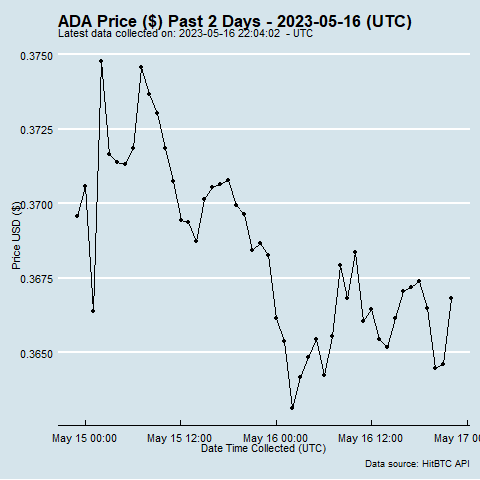 ADA Price ($) Past 2 Days - 2023-05-16 (UTC)
Latest data collected on: 2023-05-16 22:04:02 - UTC
0.3750
0.3725
0.3700
0.3675
0.3650
Price USD ($)
May 15 00:00
May 15 12:00
May 16 00:00
May 16 12:00
May 17 00
Date Time Collected (UTC)
Data source: HitBTC API